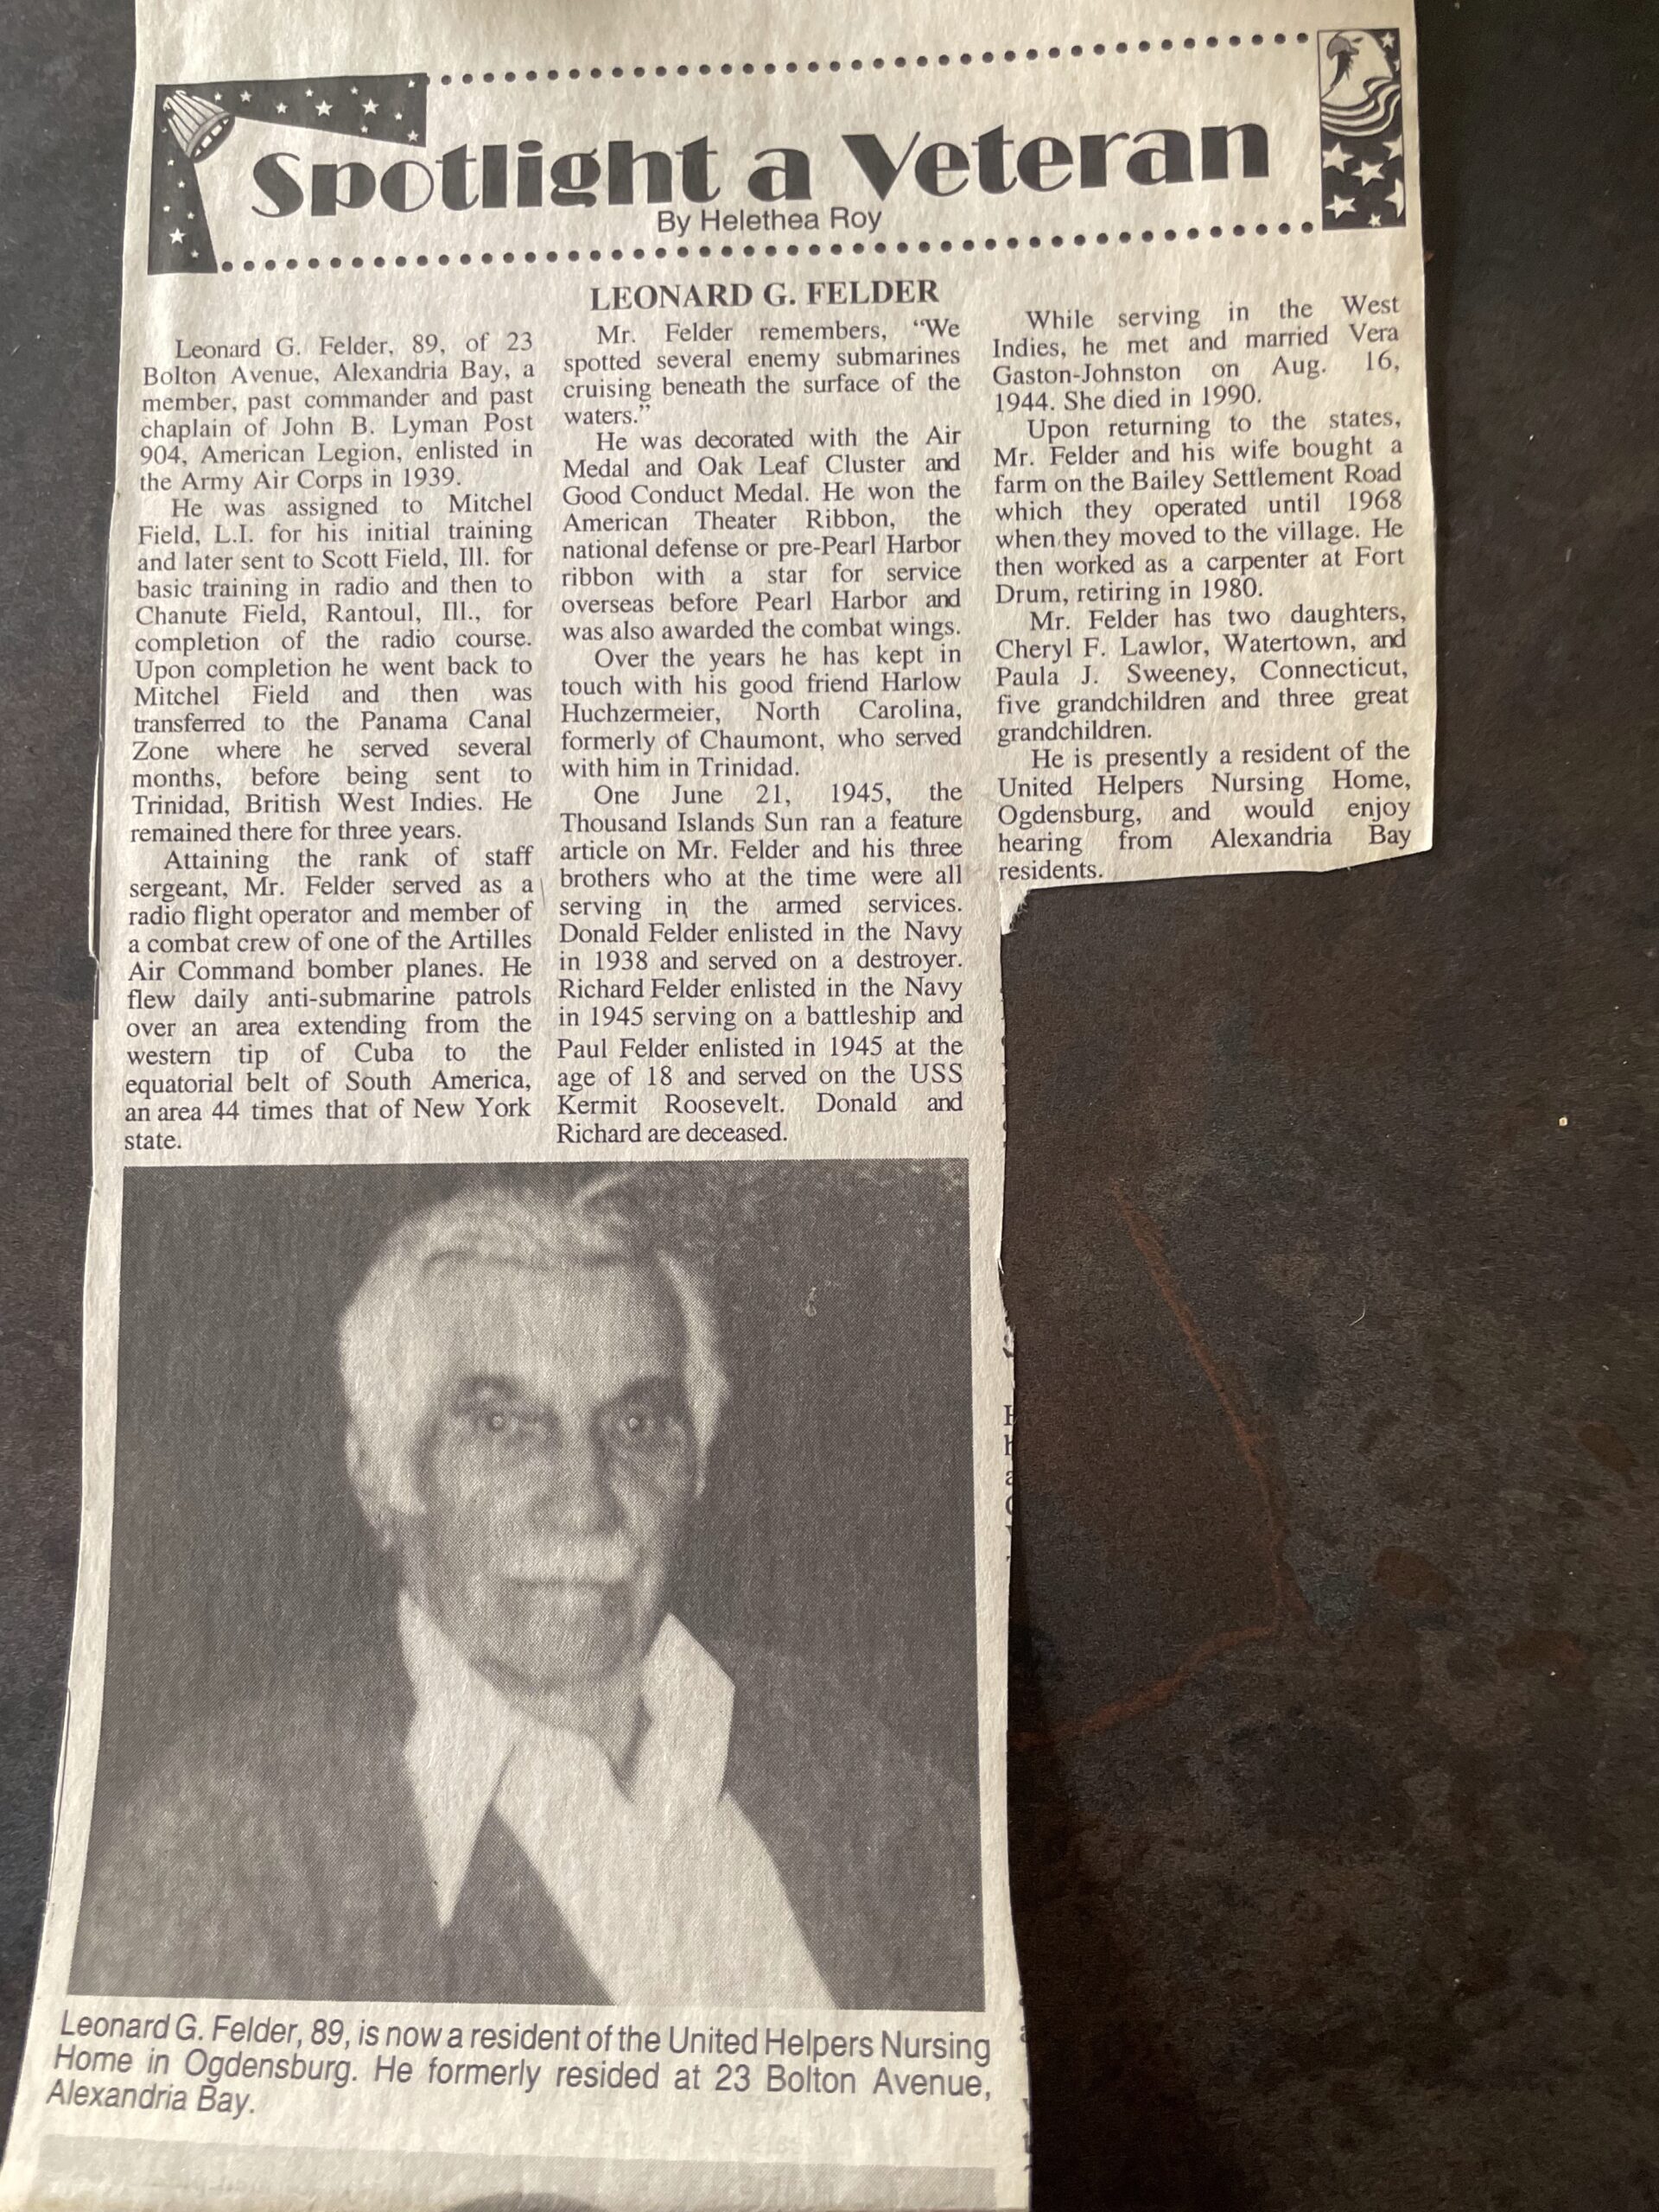 Spotlight a Veteran
By Helethea Roy
LEONARD G. FELDER
Leonard G. Felder, 89, of 23
Bolton Avenue, Alexandria Bay, a
member, past commander and past
chaplain of John B. Lyman Post
904, American Legion, enlisted in
the Army Air Corps in 1939.
He was assigned to Mitchel
Field, L.I. for his initial training
and later sent to Scott Field, Ill. for
basic training in radio and then to
Chanute Field, Rantoul, Ill., for
completion of the radio course.
Upon completion he went back to
Mitchel Field and then was
transferred to the Panama Canal
Zone where he served several
months, before being sent to
Trinidad, British West Indies. He
remained there for three years.
Attaining the rank of staff
sergeant, Mr. Felder served as a
radio flight operator and member of
a combat crew of one of the Artilles
Air Command bomber planes. He
flew daily anti-submarine patrols
over an area extending from the
western tip of Cuba to the
equatorial belt of South America,
an area 44 times that of New York
state.
Mr. Felder remembers, “We
spotted several enemy submarines
cruising beneath the surface of the
waters.”
He was decorated with the Air
Medal and Oak Leaf Cluster and
Good Conduct Medal. He won the
American Theater Ribbon, the
national defense or pre-Pearl Harbor
ribbon with a star for service
overseas before Pearl Harbor and
was also awarded the combat wings.
Over the years he has kept in
touch with his good friend Harlow
Huchzermeier, North Carolina,
formerly of Chaumont, who served
with him in Trinidad.
One June 21, 1945, the
Thousand Islands Sun ran a feature
article on Mr. Felder and his three
brothers who at the time were all
serving in the armed services.
Donald Felder enlisted in the Navy
in 1938 and served on a destroyer.
Richard Felder enlisted in the Navy
in 1945 serving on a battleship and
Paul Felder enlisted in 1945 at the
age of 18 and served on the USS
Kermit Roosevelt. Donald and
Richard are deceased.
While serving in the West
Indies, he met and married Vera
Gaston-Johnston on Aug. 16,
1944. She died in 1990.
Upon returning to the states,
Mr. Felder and his wife bought a
farm on the Bailey Settlement Road
which they operated until 1968
when they moved to the village. He
then worked as a carpenter at Fort
Drum, retiring in 1980.
Mr. Felder has two daughters,
Cheryl F. Lawlor, Watertown, and
Paula J. Sweeney, Connecticut,
five grandchildren and three great
grandchildren.
He is presently a resident of the
United Helpers Nursing Home,
Ogdensburg, and would enjoy
hearing from Alexandria Bay
residents.
Leonard G. Felder, 89, is now a resident of the United Helpers Nursing
Home in Ogdensburg. He formerly resided at 23 Bolton Avenue,
Alexandria Bay.